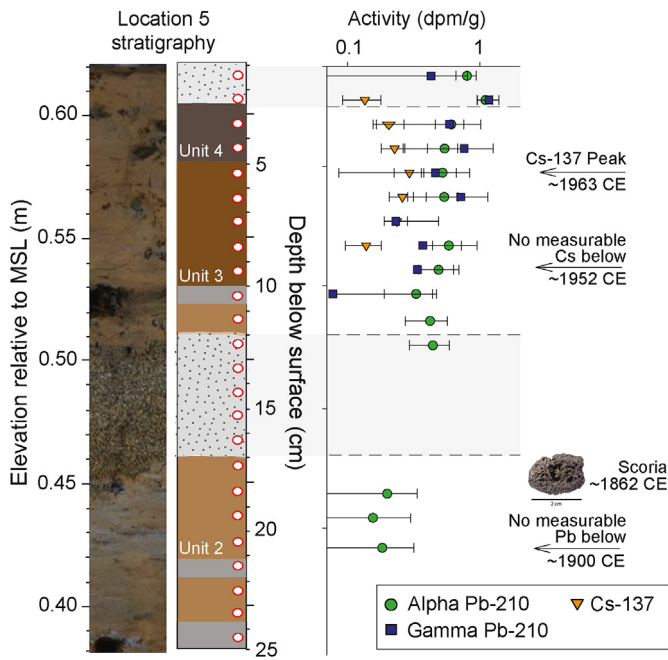 Location 5
stratigraphy
Activity (dpm/g)
0.1
1
Elevation relative to MSL (m)
0.60
0.55
0.50
0.45
0.40
Unit 4
Unit 3
Unit 2
5
10
15
20
25
Depth below surface (cm)
Cs-137 Peak
~1963 CE
No measurable
Cs below
~1952 CE
Scoria
~1862 CE
2 cm
No measurable
Pb below
~1900 CE
Alpha Pb-210
Cs-137
Gamma Pb-210